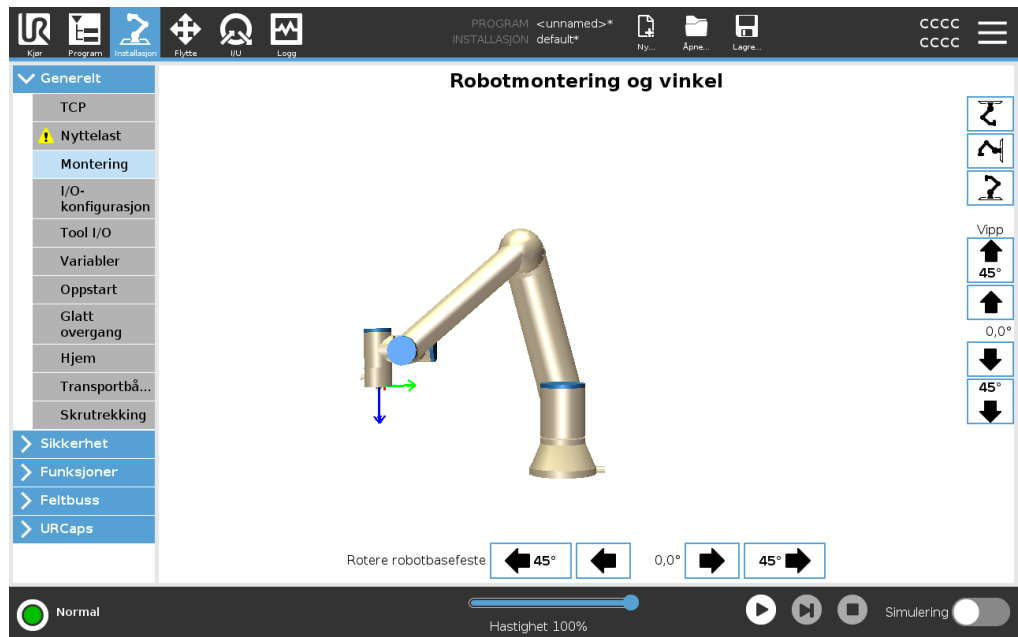 UR
Kjør
Program
Installasjon
Flytte
I/U
Logg
PROGRAM <unnamed>*
INSTALLASJON default*
Ny...
Åpne...
Lagre...
CCCC
CCCC
Generelt
TCP
Nyttelast
Montering
I/O-
konfigurasjon
Tool I/O
Variabler
Oppstart
Glatt
overgang
Hjem
Transportbå...
Skrutrekking
Sikkerhet
Funksjoner
Feltbuss
URCaps
Robotmontering og vinkel
Vipp
45°
0,0°
45°
Rotere robotbasefeste
45°
0,0°
45°
Normal
Hastighet 100%
Simulering